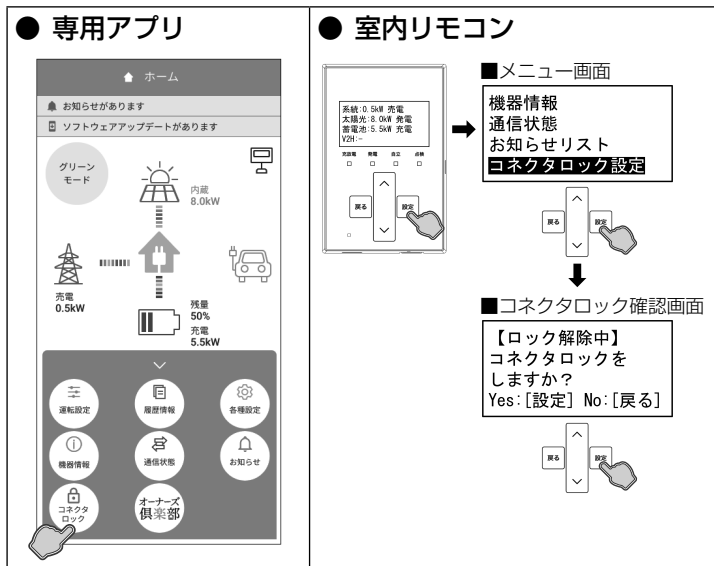 ● 専用アプリ
ホーム
お知らせがあります
ソフトウェアアップデートがあります
グリーン
モード
内蔵
8.0kW
売電
0.5kW
残量
50%
充電
5.5kW
運転設定
履歴情報
各種設定
機器情報
通信状態
お知らせ
コネクタ
ロック
オーナーズ
倶楽部
● 室内リモコン
系統:0.5kW 売電
太陽光:8.0kW 発電
蓄電池:5.5kW 充電
V2H:-
充放電 発電 自立 点検
戻る
設定
■メニュー画面
機器情報
通信状態
お知らせリスト
コネクタロック設定
戻る
設定
■コネクタロック確認画面
【ロック解除中】
コネクタロックを
しますか？
Yes:[設定] No:[戻る]
戻る
設定